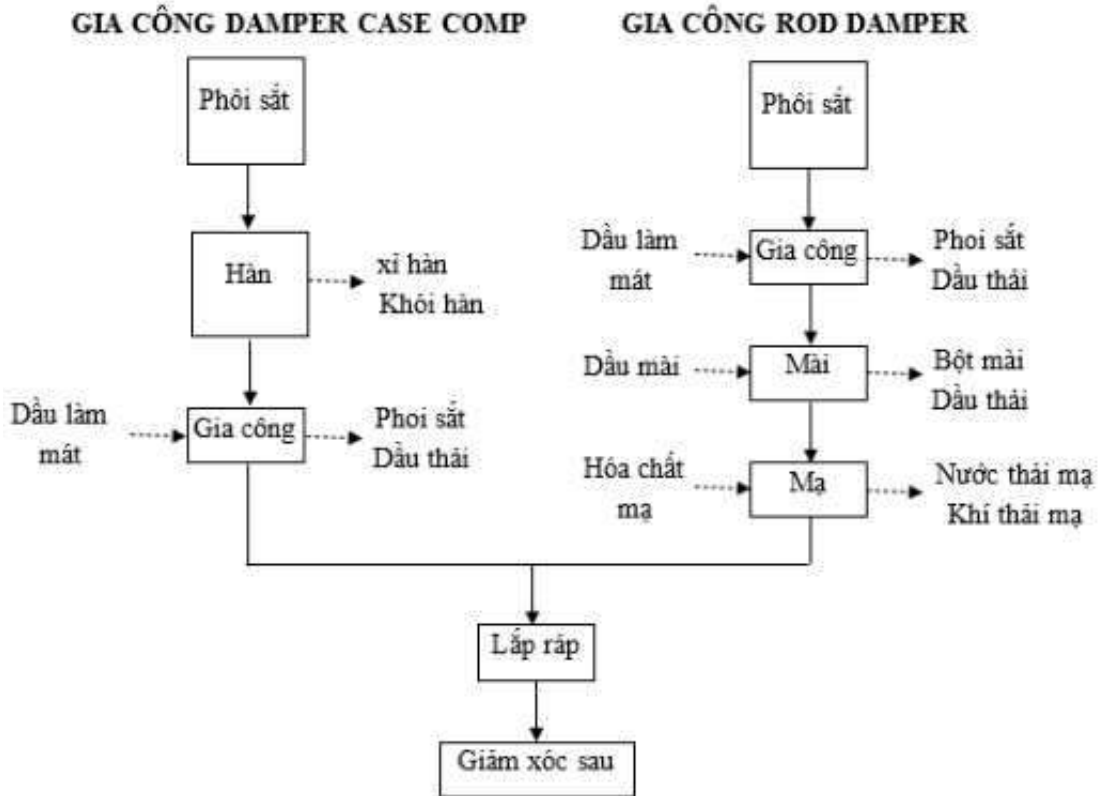 GIA CÔNG DAMPER CASE COMP
Phôi sắt
Hàn
xỉ hàn
Khói hàn
Dầu làm
mát
Gia công
Phoi sắt
Dầu thải
GIA CÔNG ROD DAMPER
Phôi sắt
Dầu làm
mát
Gia công
Phoi sắt
Dầu thải
Dầu mài
Mài
Bột mài
Dầu thải
Hóa chất
mạ
Mạ
Nước thải mạ
Khí thải mạ
Lắp ráp
Giảm xóc sau